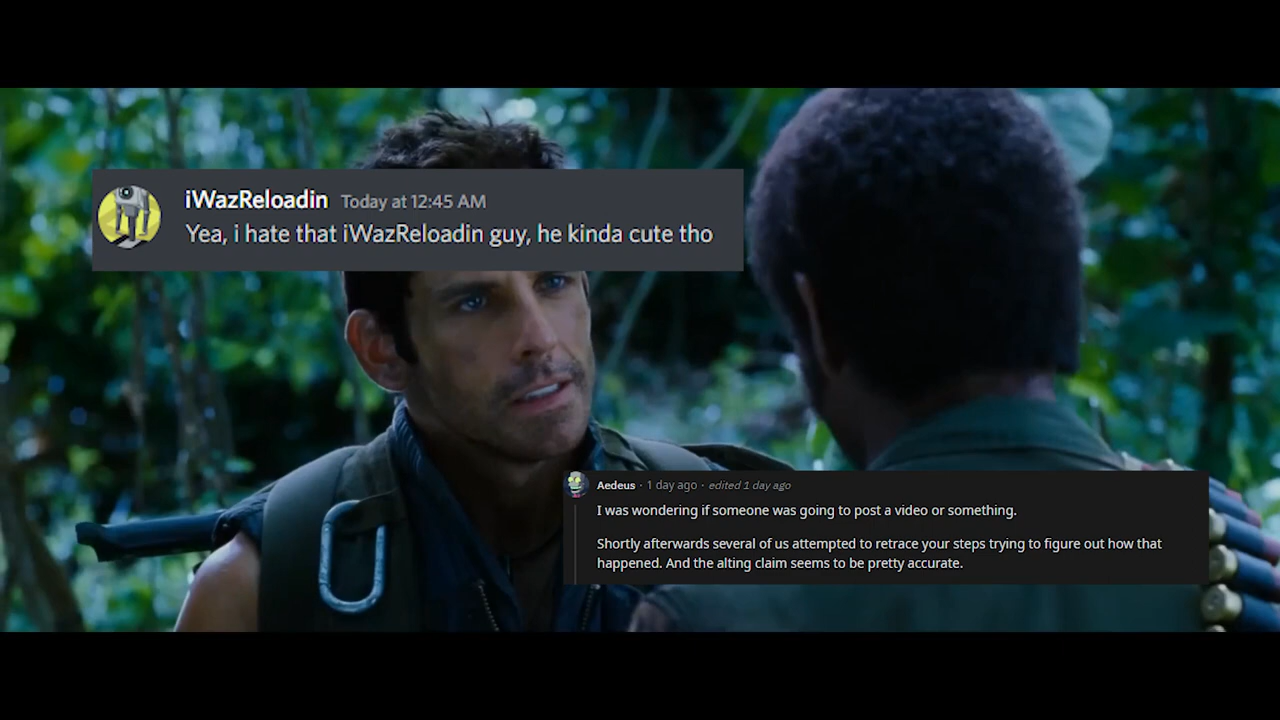 iWazReloadin Today at 12:45 AM
Yea, i hate that iWazReloadin guy, he kinda cute tho
Aedeus · 1 day ago · edited 1 day ago
I was wondering if someone was going to post a video or something.
Shortly afterwards several of us attempted to retrace your steps trying to figure out how that
happened. And the alting claim seems to be pretty accurate.